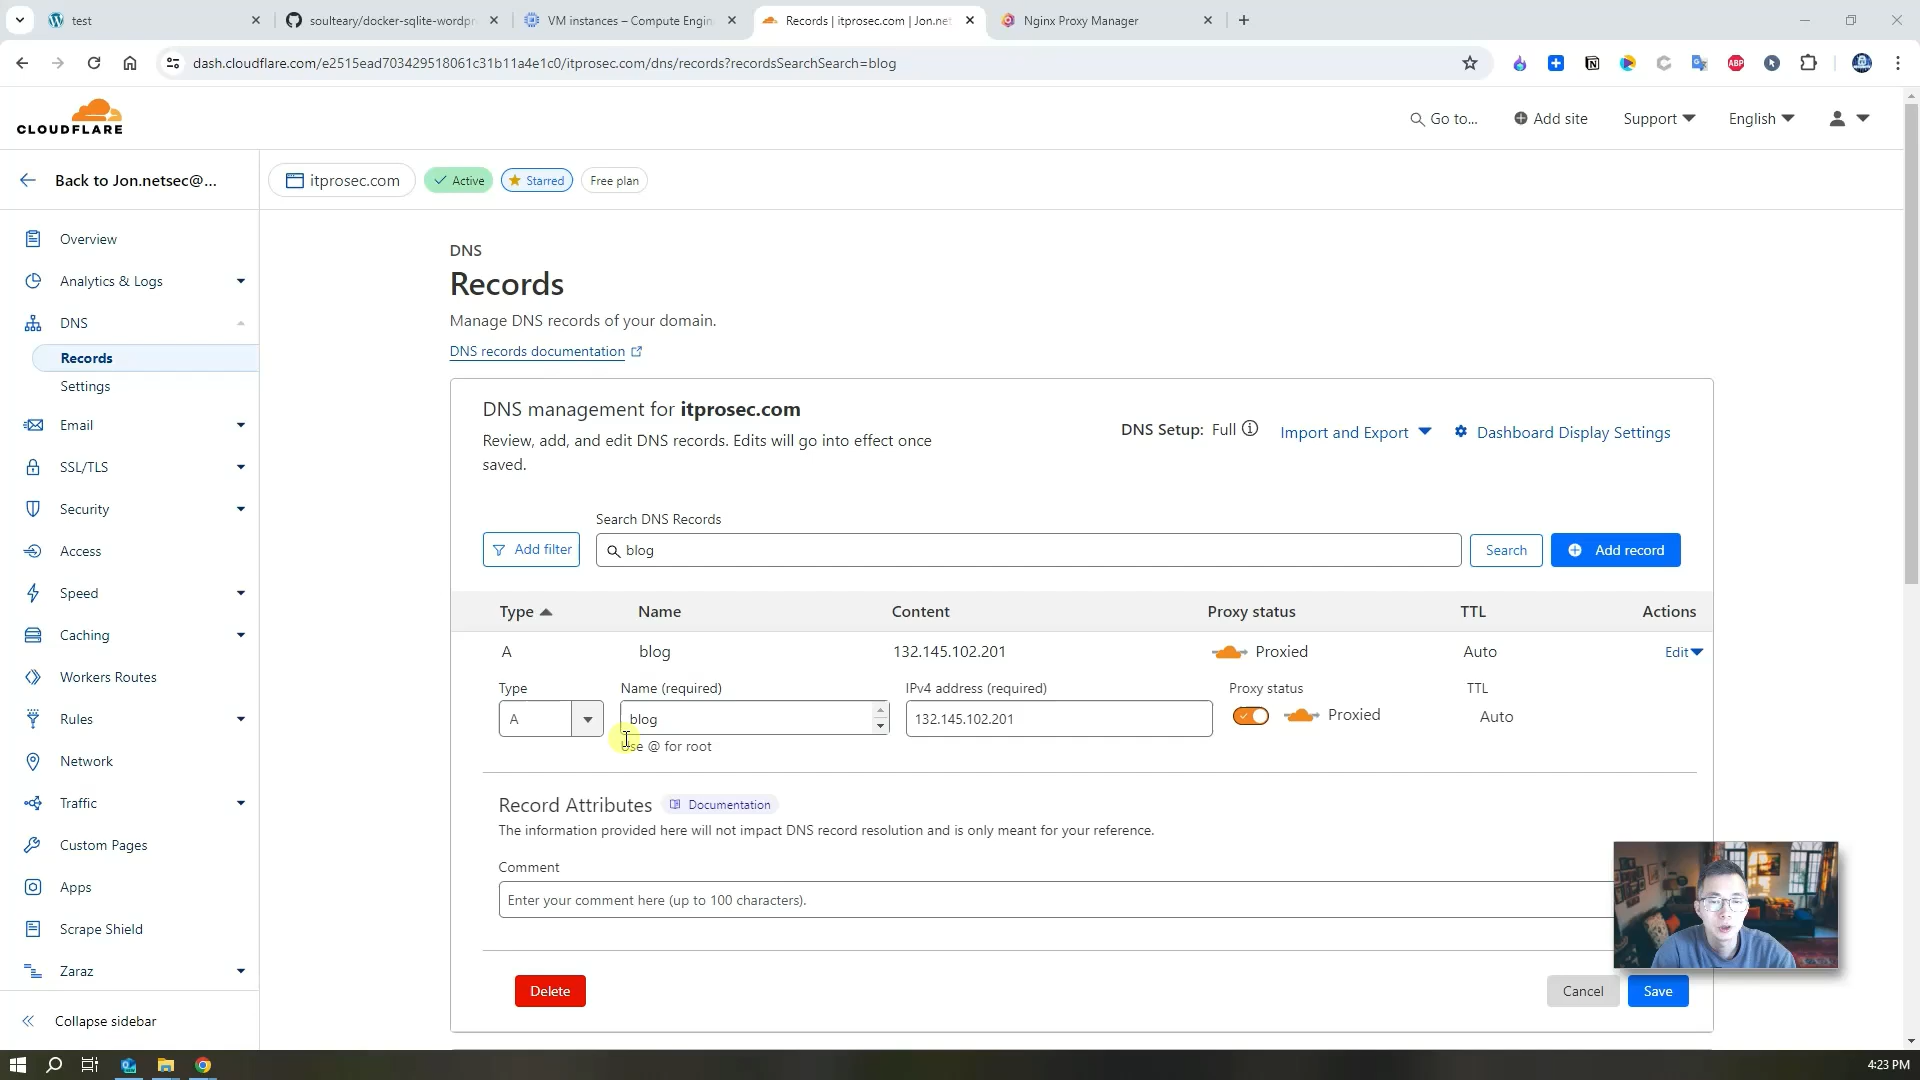 test
soulteary/docker-sqlite-wordpr
VM instances – Compute Engin
Records | itprosec.com | Jon.net
Nginx Proxy Manager
dash.cloudflare.com/e2515ead703429518061c31b11a4e1c0/itprosec.com/dns/records?recordsSearchSearch=blog
ABP
CLOUDFLARE
Go to...
Add site
Support
English
Back to Jon.netsec@...
itprosec.com
Active
Starred
Free plan
Overview
Analytics & Logs
DNS
Records
Settings
Email
SSL/TLS
Security
Access
Speed
Caching
Workers Routes
Rules
Network
Traffic
Custom Pages
Apps
Scrape Shield
Zaraz
Collapse sidebar
DNS
Records
Manage DNS records of your domain.
DNS records documentation
DNS management for itprosec.com
Review, add, and edit DNS records. Edits will go into effect once
saved.
DNS Setup: Full
Import and Export
Dashboard Display Settings
Search DNS Records
Add filter
blog
Search
Add record
Type Name Content Proxy status TTL Actions
A blog 132.145.102.201 Proxied Auto Edit
Type Name (required) IPv4 address (required) Proxy status TTL
A blog 132.145.102.201 Proxied Auto
Use @ for root
Record Attributes Documentation
The information provided here will not impact DNS record resolution and is only meant for your reference.
Comment
Enter your comment here (up to 100 characters).
Delete
Cancel
Save
4:23 PM